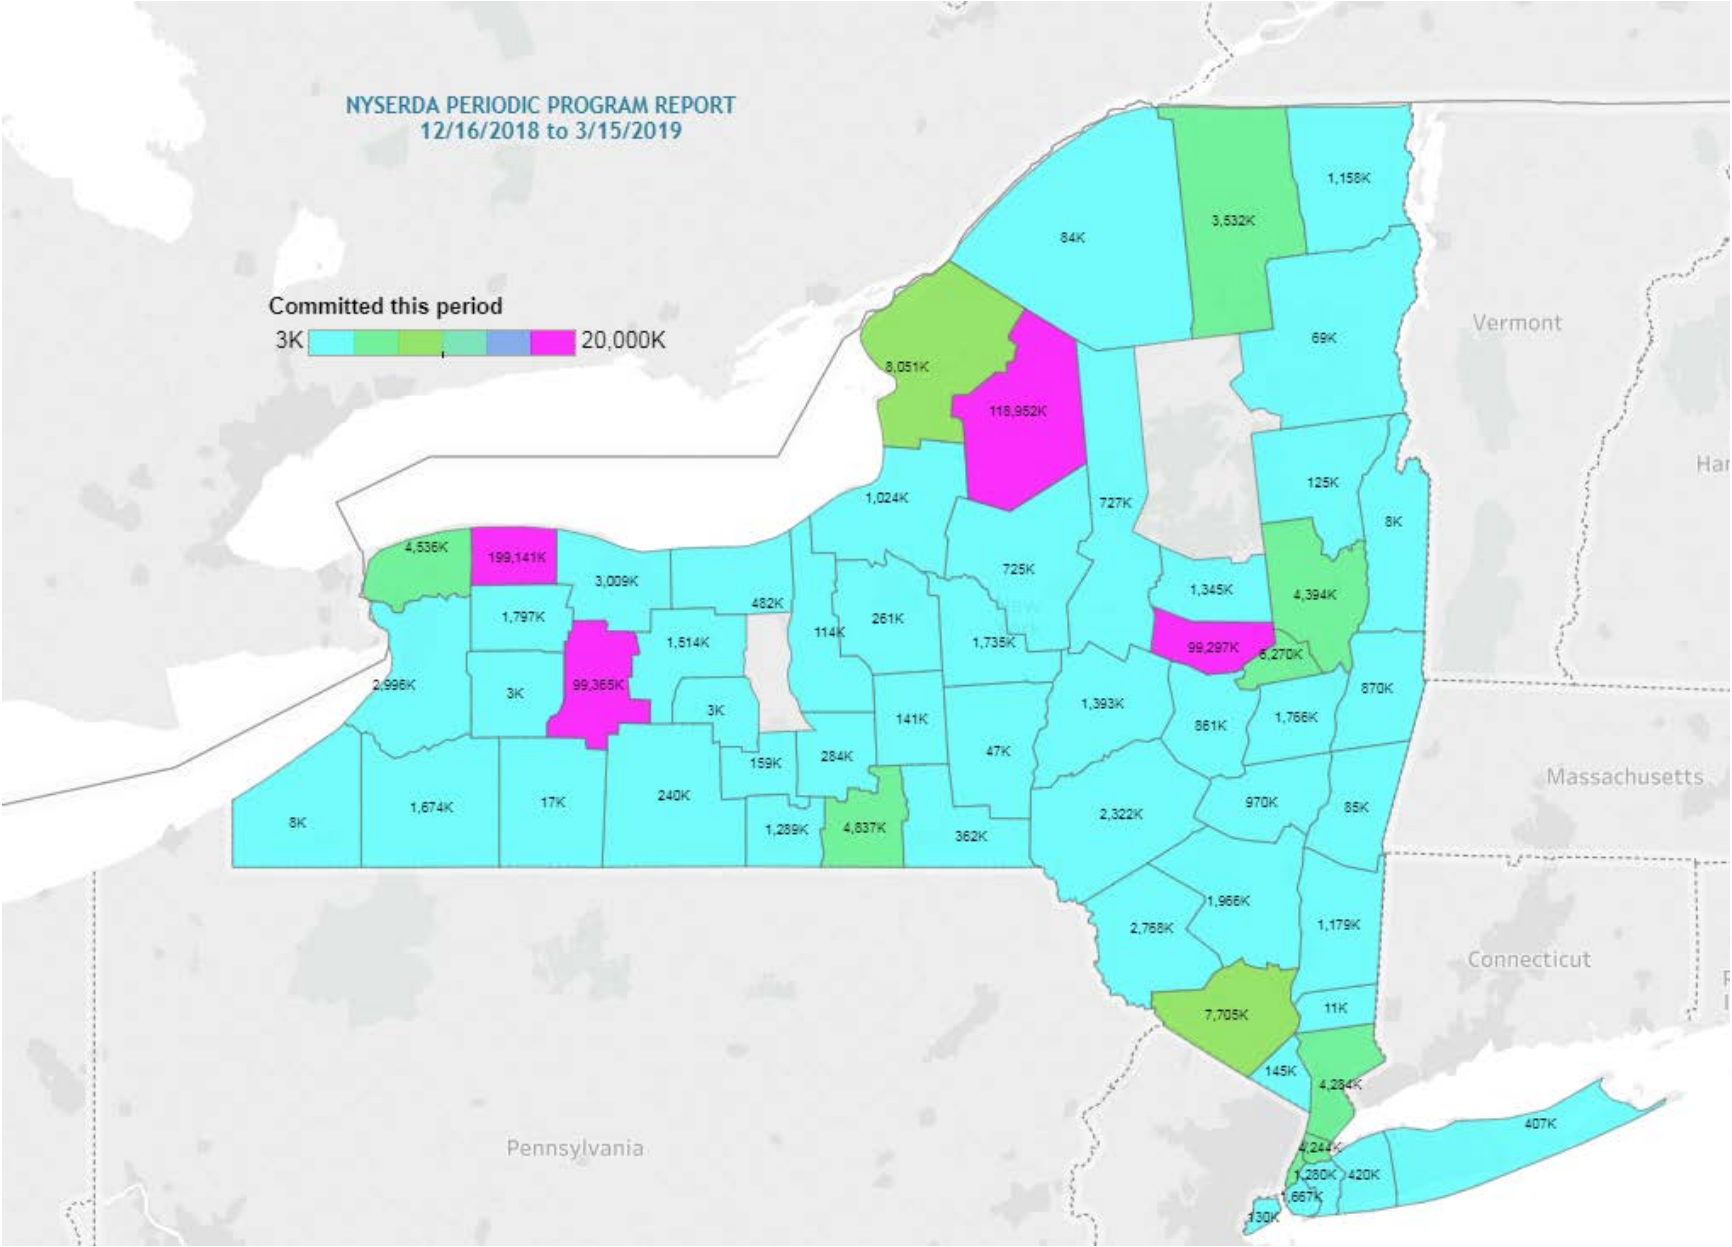 NYSERDA PERIODIC PROGRAM REPORT
12/16/2018 to 3/15/2019
1,158K
3,532K
84K
Committed this period
3K
20,000K
Vermont
69K
8,051K
118,952K
Har
125K
1,024K
727K
8K
4,536K
199,141K
3,009K
725K
1,345K
4,394K
482K
1,797K
261K
114K
1,514K
1,735K
99,297K
6,270K
2,996K
3K
99,365K
870K
3K
1,393K
141K
861K
1,766K
47K
159K
284K
Massachusetts
1,674K
17K
240K
970K
85K
8K
1,289K
4,837K
362K
2,322K
1,966K
2,768K
1,179K
Connecticut
7,705K
11K
145K
4,284K
Pennsylvania
407K
4,244K
1,280K
420K
1,667K
130K